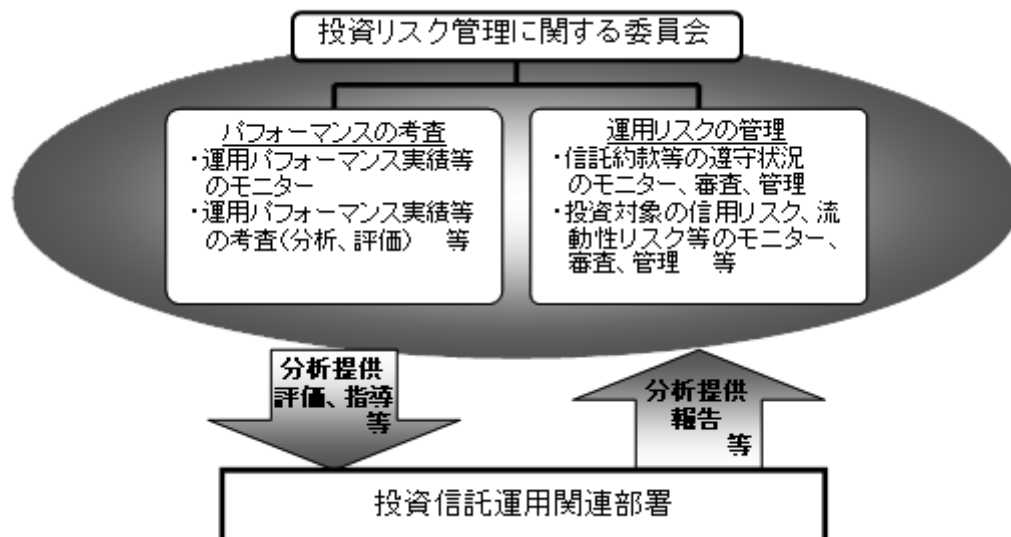 投資リスク管理に関する委員会
パフォーマンスの考査
・運用パフォーマンス実績等
のモニター
・運用パフォーマンス実績等
の考査(分析、評価) 等
運用リスクの管理
・信託約款等の遵守状況
のモニター、審査、管理
・投資対象の信用リスク、流
動性リスク等のモニター、
審査、管理 等
分析提供
評価、指導
等
分析提供
報告
等
投資信託運用関連部署